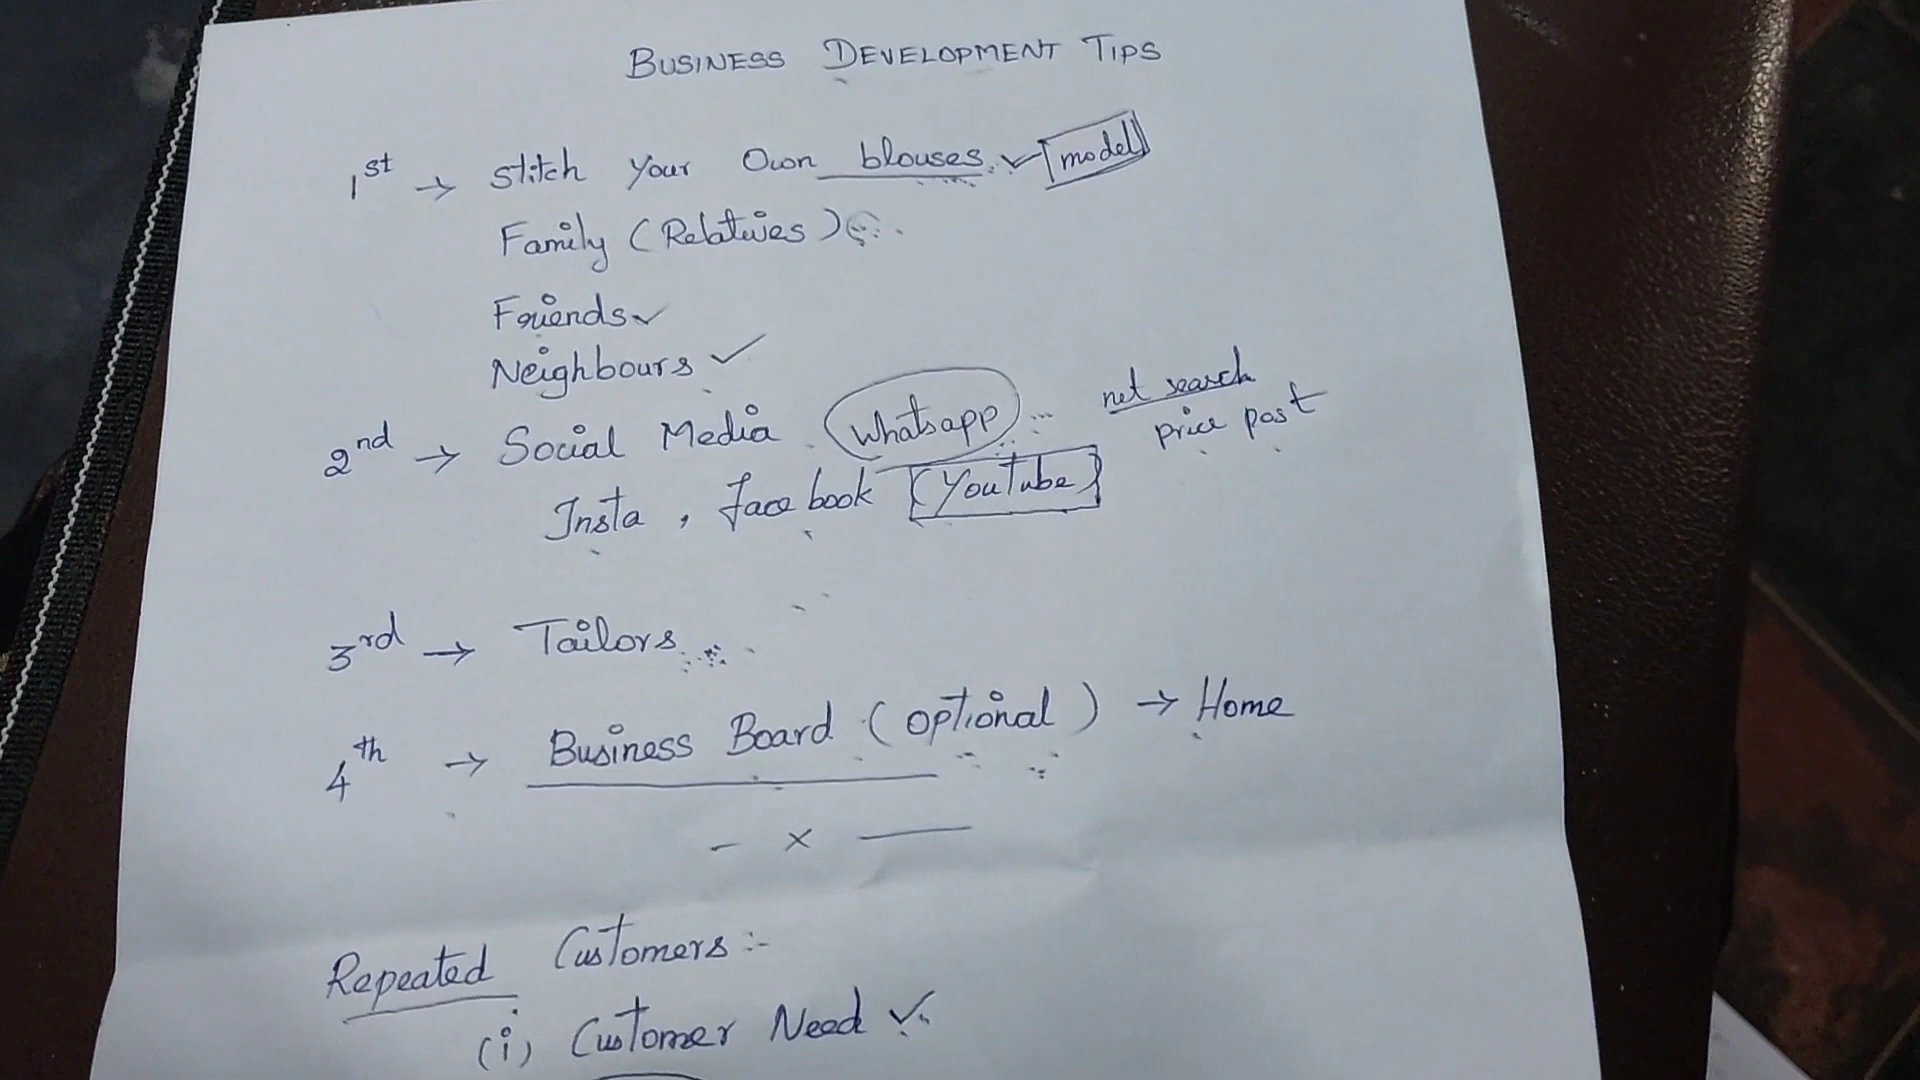 BUSINESS DEVELOPMENT TIPS
1st → Stitch Your Own blouses. ✓ [model]
Family (Relatives)
Friends ✓
Neighbours ✓
2nd → Social Media (whatsapp) ... net search
price post
Insta, facebook [YouTube]
3rd → Tailors
4th → Business Board (optional) → Home
— x —
Repeated Customers :-
(i) Customer Need ✓